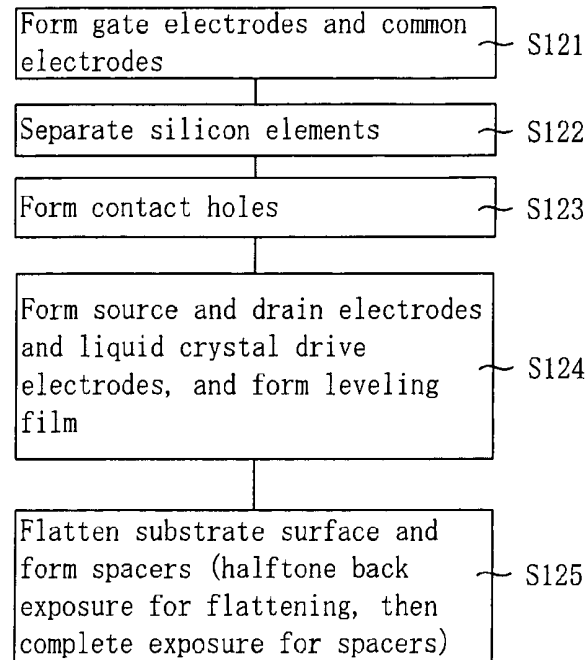 Form gate electrodes and common
electrodes
S121
Separate silicon elements
S122
Form contact holes
S123
Form source and drain electrodes
and liquid crystal drive
electrodes, and form leveling
film
S124
Flatten substrate surface and
form spacers (halftone back
exposure for flattening, then
complete exposure for spacers)
S125